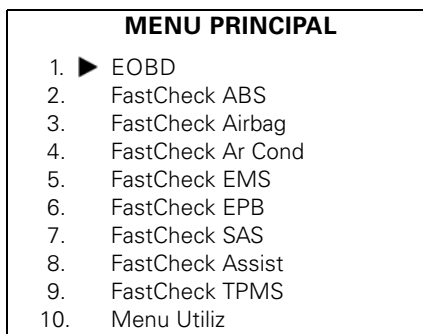 MENU PRINCIPAL
1. ▶ EOBD
2. FastCheck ABS
3. FastCheck Airbag
4. FastCheck Ar Cond
5. FastCheck EMS
6. FastCheck EPB
7. FastCheck SAS
8. FastCheck Assist
9. FastCheck TPMS
10. Menu Utiliz